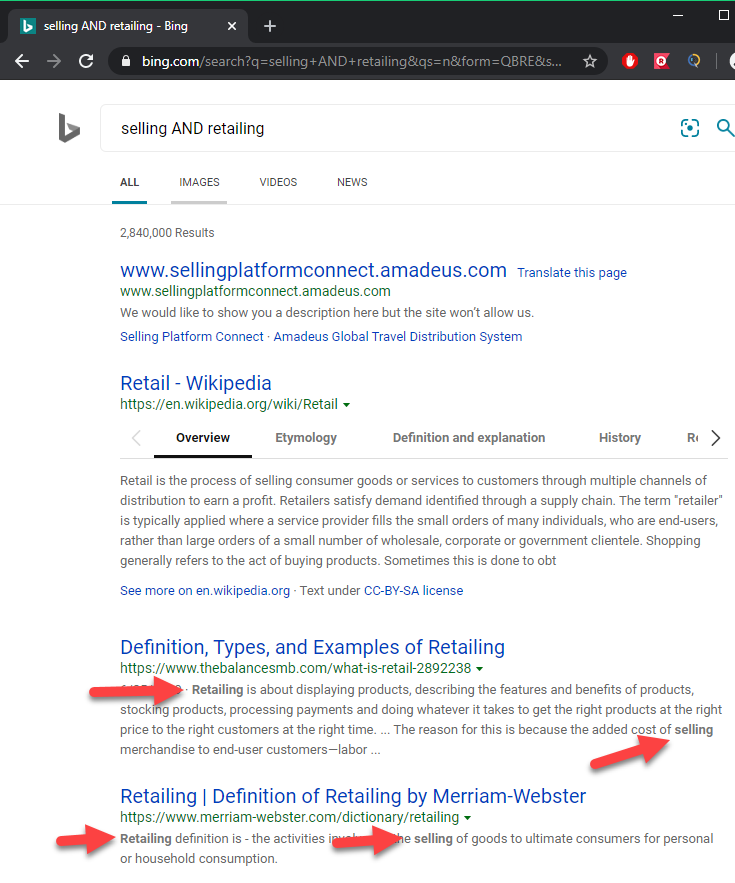 selling AND retailing - Bing
bing.com/search?q=selling+AND+retailing&qs=n&form=QBRE&s...
selling AND retailing
ALL IMAGES VIDEOS NEWS
2,840,000 Results
www.sellingplatformconnect.amadeus.com Translate this page
www.sellingplatformconnect.amadeus.com
We would like to show you a description here but the site won't allow us.
Selling Platform Connect · Amadeus Global Travel Distribution System
Retail - Wikipedia
https://en.wikipedia.org/wiki/Retail
Overview Etymology Definition and explanation History
Retail is the process of selling consumer goods or services to customers through multiple channels of
distribution to earn a profit. Retailers satisfy demand identified through a supply chain. The term "retailer"
is typically applied where a service provider fills the small orders of many individuals, who are end-users,
rather than large orders of a small number of wholesale, corporate or government clientele. Shopping
generally refers to the act of buying products. Sometimes this is done to obt
See more on en.wikipedia.org · Text under CC-BY-SA license
Definition, Types, and Examples of Retailing
https://www.thebalancesmb.com/what-is-retail-2892238
· Retailing is about displaying products, describing the features and benefits of products,
stocking products, processing payments and doing whatever it takes to get the right products at the right
price to the right customers at the right time. ... The reason for this is because the added cost of selling
merchandise to end-user customers—labor ...
Retailing | Definition of Retailing by Merriam-Webster
https://www.merriam-webster.com/dictionary/retailing
Retailing definition is - the activities selling of goods to ultimate consumers for personal
or household consumption.